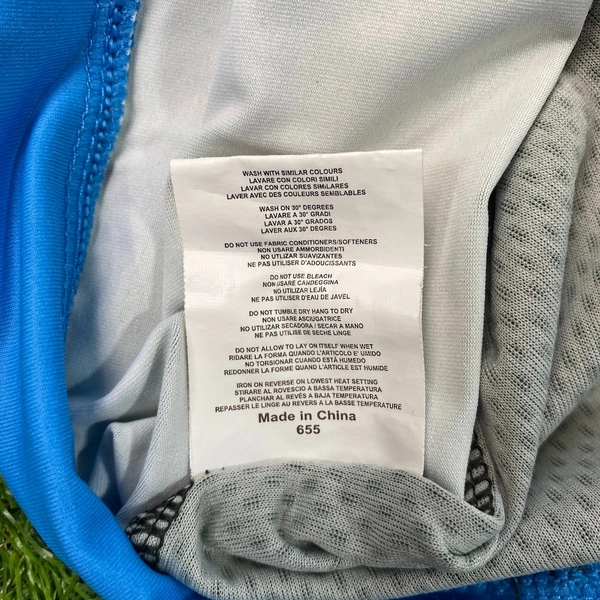 WASH WITH SIMILAR COLOURS
LAVARE CON COLORI SIMILI
LAVAR CON COLORES SIMILARES
LAVER AVEC DES COULEURS SEMBLABLES
WASH ON 30° DEGREES
LAVARE A 30° GRADI
LAVAR A 30° GRADOS
LAVER AUX 30° DEGRES
DO NOT USE FABRIC CONDITIONERS/SOFTENERS
NON USARE AMMORBIDENTI
NO UTLIZAR SUAVIZANTES
NE PAS UTILISER D'ADOUCISSANTS
DO NOT USE BLEACH
NON USARE CANDEGGINA
NO UTILIZAR LEJÍA
NE PAS UTILISER D'EAU DE JAVEL
DO NOT TUMBLE DRY HANG TO DRY
NON USARE ASCIUGATRICE
NO UTILIZAR SECADORA / SECAR A MANO
NE PAS UTILISE DE SECHE LINGE
DO NOT ALLOW TO LAY ON ITSELF WHEN WET
RIDARE LA FORMA QUANDO L'ARTICOLO E' UMIDO
NO TORSIONAR CUANDO ESTÁ HÚMEDO
REDONNER LA FORME QUAND L'ARTICLE EST HUMIDE
IRON ON REVERSE ON LOWEST HEAT SETTING
STIRARE AL ROVESCIO A BASSA TEMPERATURA
PLANCHAR AL REVÉS A BAJA TEMPERATURA
REPASSER LE LINGE AU REVERS A LA BASSE TEMPERATURE
Made in China
655